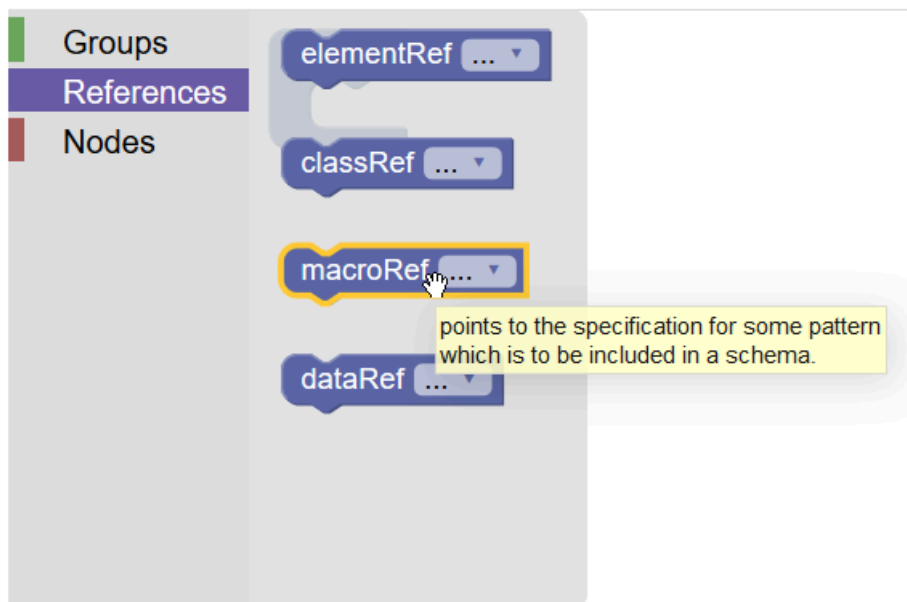 Groups
References
Nodes
elementRef ...
classRef ...
macroRef ...
points to the specification for some pattern
which is to be included in a schema.
dataRef ...